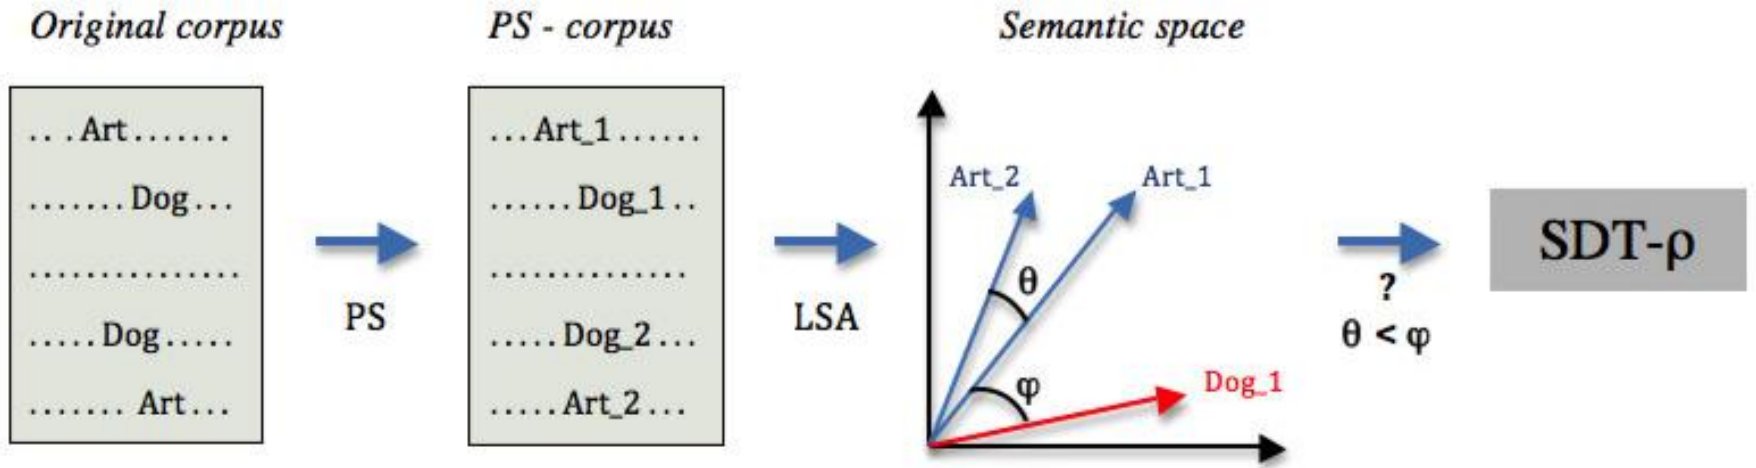 Original corpus
. . . Art . . . . . . .
. . . . . . . Dog . . .
. . . . . . . . . . . . . . .
. . . . . Dog . . . . .
. . . . . . . Art . . .
PS
PS - corpus
. . . Art_1 . . . . . .
. . . . . . Dog_1 . .
. . . . . . . . . . . . . .
. . . . . Dog_2 . . .
. . . . . Art_2 . . .
LSA
Semantic space
Art_2
Art_1
θ
φ
Dog_1
?
θ < φ
SDT-ρ